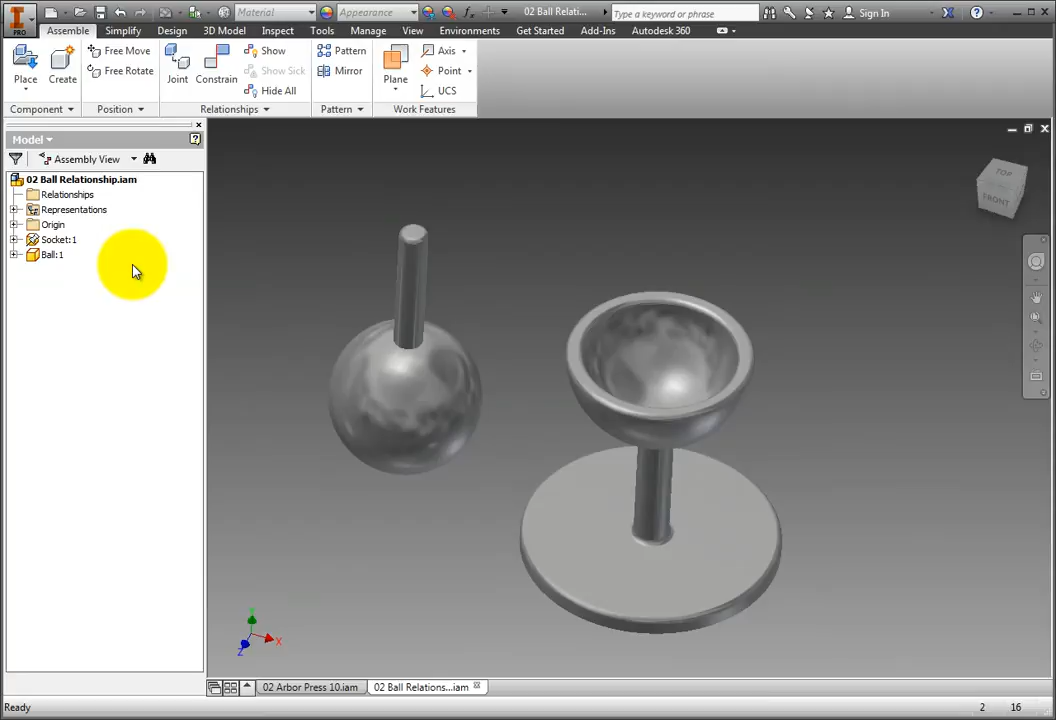 PRO
Material
Appearance
02 Ball Relati...
Type a keyword or phrase
Sign In
Assemble Simplify Design 3D Model Inspect Tools Manage View Environments Get Started Add-Ins Autodesk 360
Place
Create
Free Move
Free Rotate
Joint
Constrain
Show
Show Sick
Hide All
Pattern
Mirror
Plane
Axis
Point
UCS
Component Position Relationships Pattern Work Features
Model
Assembly View
02 Ball Relationship.iam
Relationships
Representations
Origin
Socket:1
Ball:1
TOP
FRONT
Y
X
Z
02 Arbor Press 10.iam 02 Ball Relations...iam
Ready 2 16